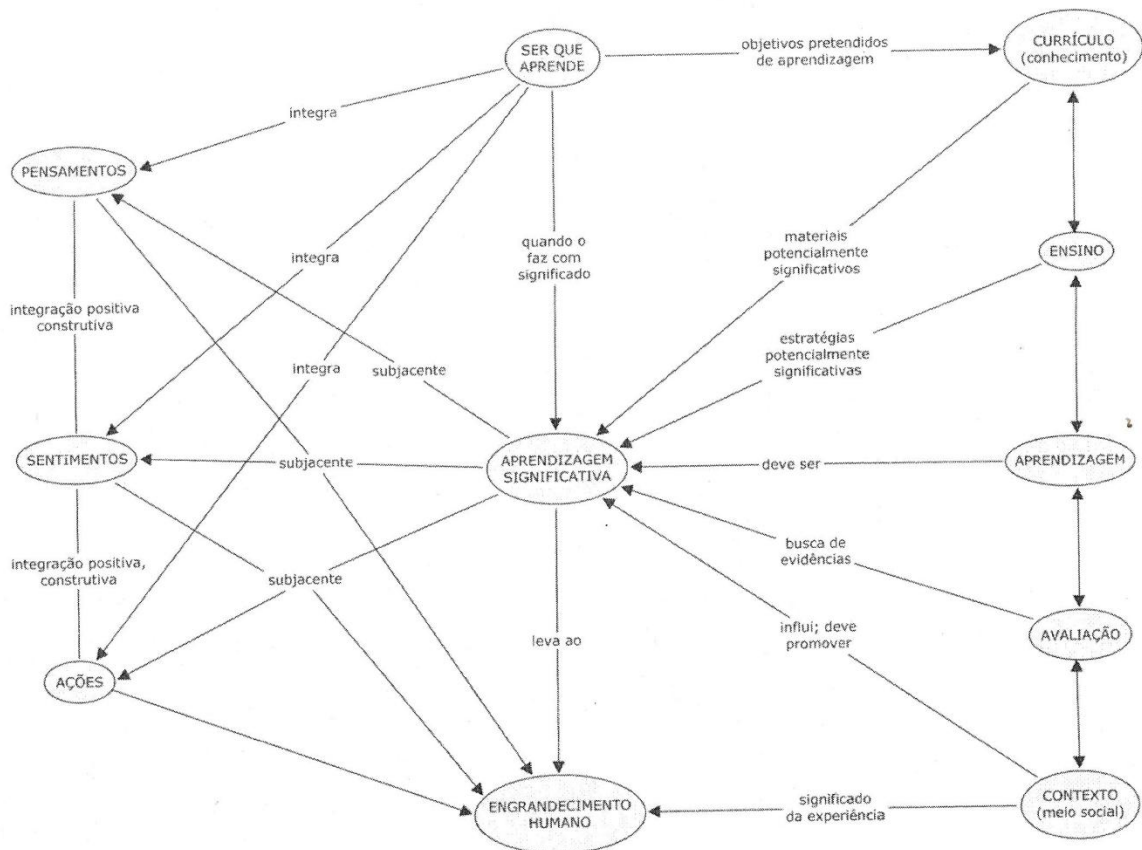 SER QUE
APRENDE
objetivos pretendidos
de aprendizagem
CURRÍCULO
(conhecimento)
integra
PENSAMENTOS
quando o
faz com
significado
materiais
potencialmente
significativos
ENSINO
integra
integração positiva
construtiva
estratégias
potencialmente
significativas
integra
subjacente
SENTIMENTOS
subjacente
APRENDIZAGEM
SIGNIFICATIVA
deve ser
APRENDIZAGEM
integração positiva,
construtiva
subjacente
busca de
evidências
leva ao
influi; deve
promover
AVALIAÇÃO
AÇÕES
ENGRANDECIMENTO
HUMANO
significado
da experiência
CONTEXTO
(meio social)